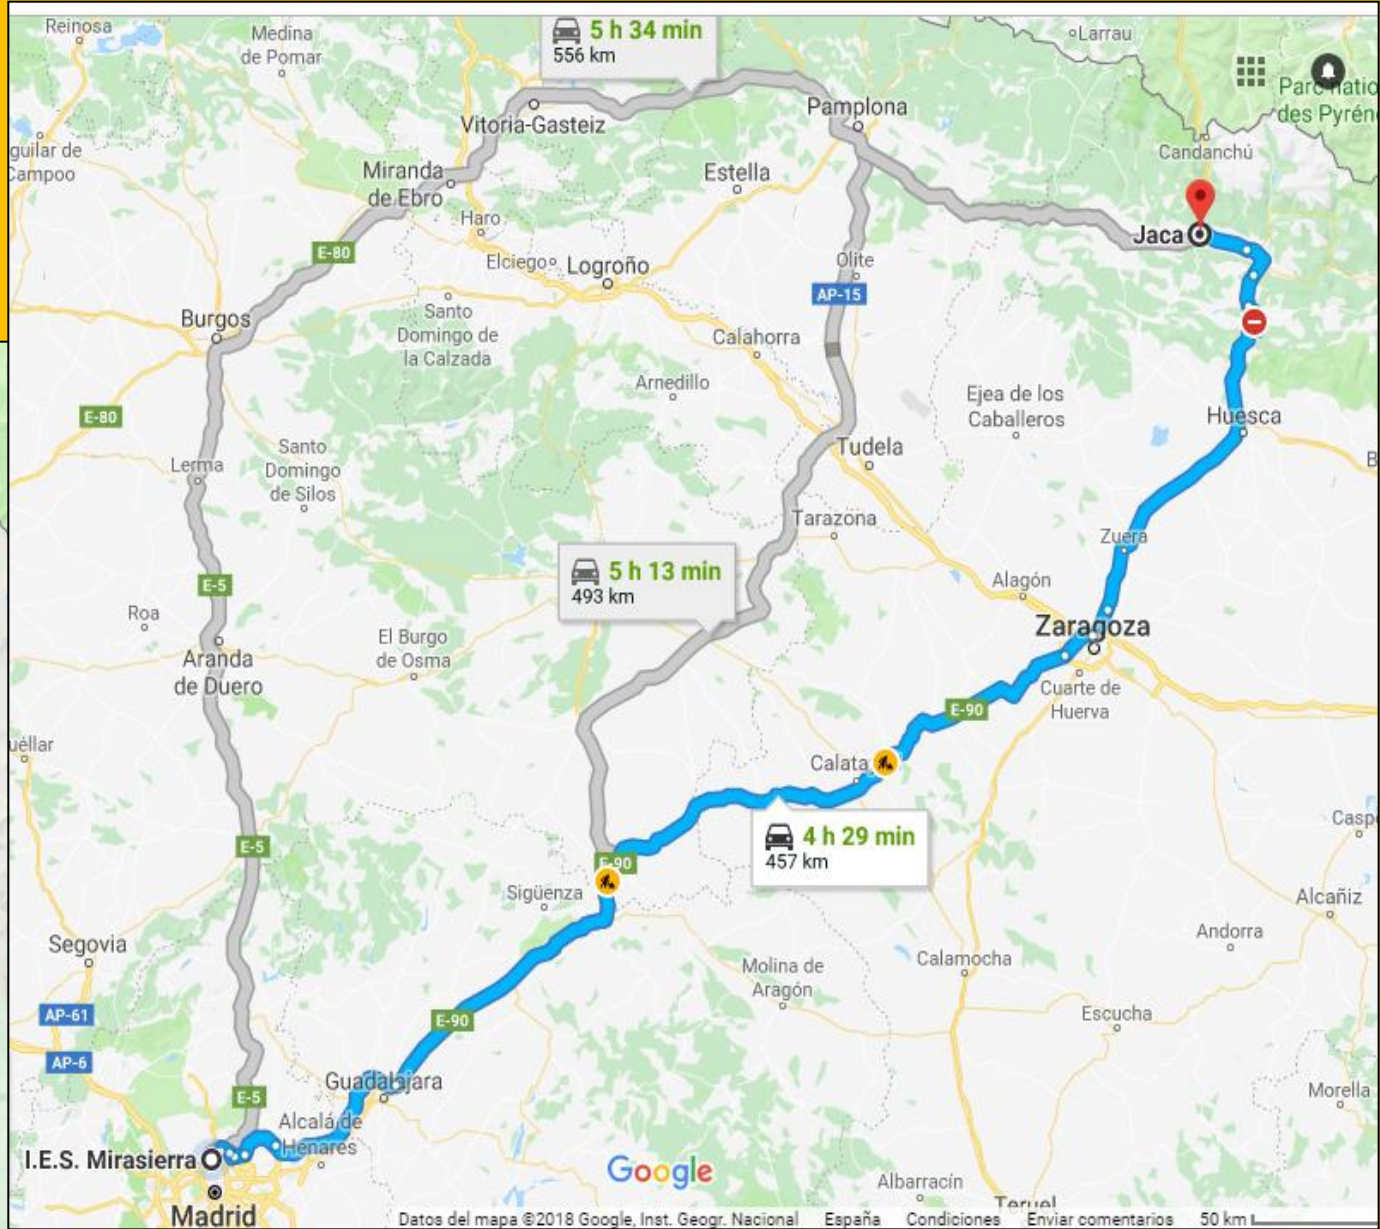 Reinosa
Medina
de Pomar
5 h 34 min
556 km
Larrau
Parc natio
des Pyrén
Vitoria-Gasteiz
Pamplona
Candanchú
guilar de
Campoo
Miranda
de Ebro
Estella
Haro
Jaca
E-80
Elciego
Logroño
Olite
AP-15
Burgos
Santo
Domingo de
la Calzada
Calahorra
Arnedillo
Ejea de los
Caballeros
Huesca
E-80
Santo
Domingo
de Silos
Lerma
Tudela
B
Tarazona
Zuera
5 h 13 min
493 km
E-5
Alagón
Roa
Zaragoza
El Burgo
de Osma
Aranda
de Duero
Cuarte de
Huerva
E-90
uéllar
Calata
4 h 29 min
457 km
E-5
E-90
Casp
Sigüenza
Alcañiz
Segovia
Andorra
Molina de
Aragón
Calamocha
AP-61
E-90
Escucha
AP-6
Guadalajara
Morella
E-5
Alcalá de
Henares
I.E.S. Mirasierra
Google
Albarracín
Madrid
Teruel
Datos del mapa ©2018 Google, Inst. Geogr. Nacional España Condiciones Enviar comentarios 50 km